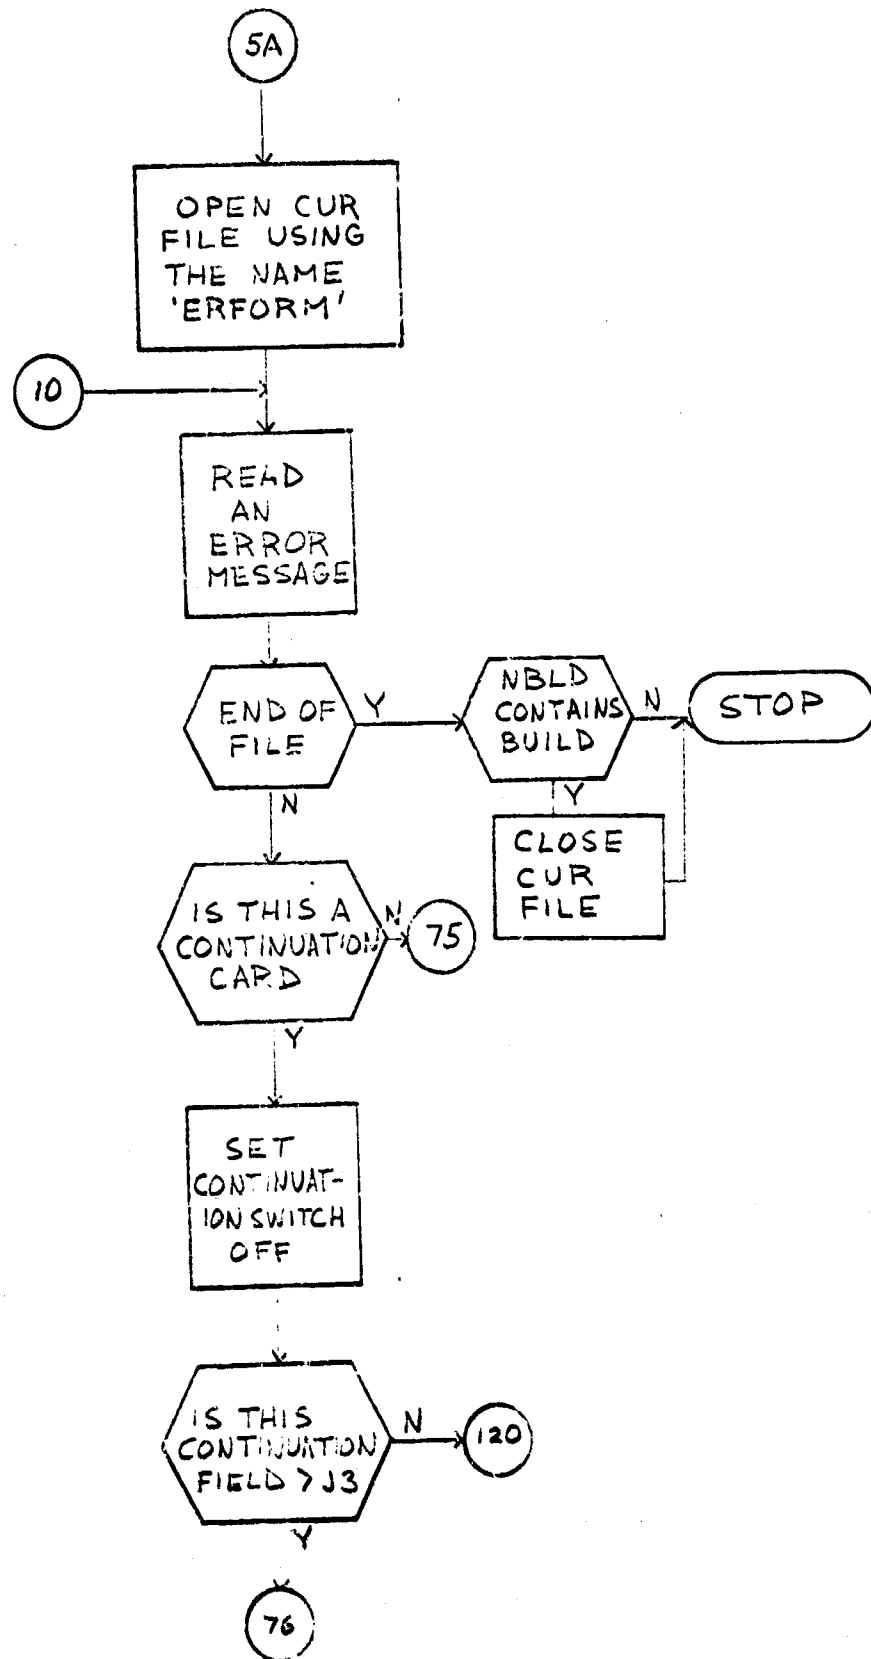 5A
OPEN CUR
FILE USING
THE NAME
'ERFORM'
10
READ
AN
ERROR
MESSAGE
END OF
FILE
Y
NBLD
CONTAINS
BUILD
N
STOP
N
Y
CLOSE
CUR
FILE
IS THIS A
CONTINUATION
CARD
N
75
Y
SET
CONTINUAT-
ION SWITCH
OFF
IS THIS
CONTINUATION
FIELD > J3
N
120
Y
76